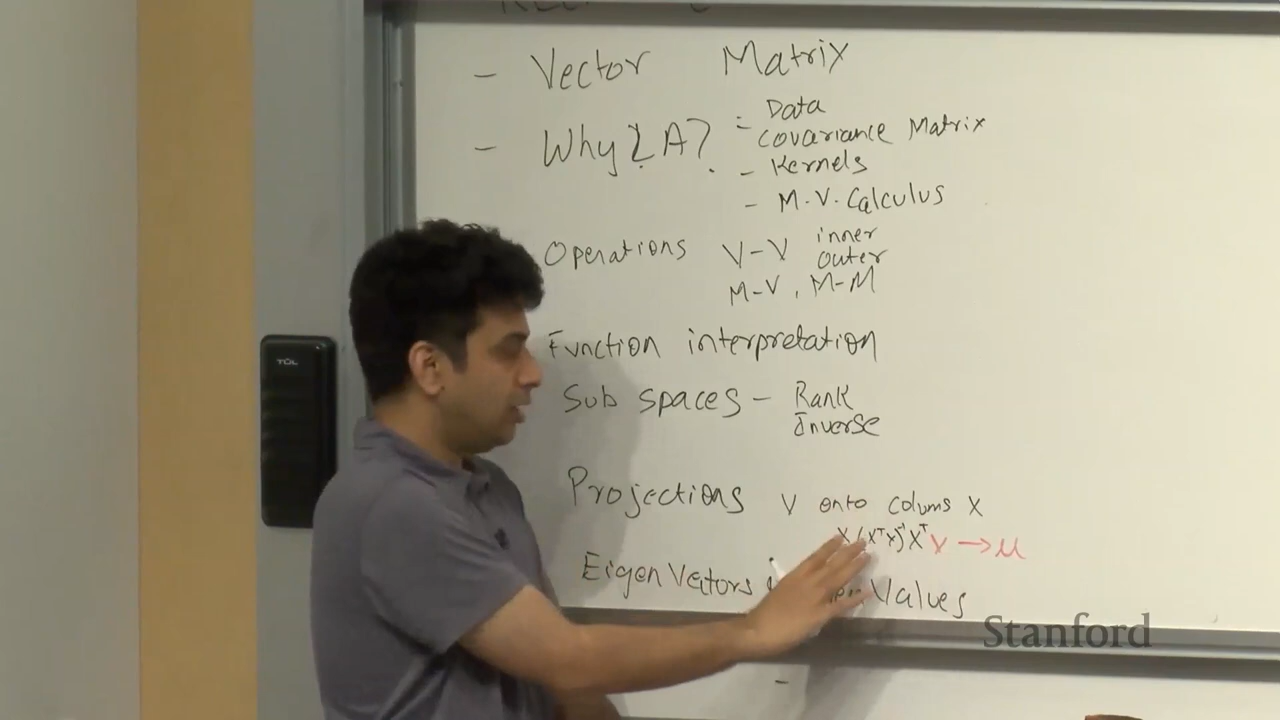 - Vector Matrix
- Why LA?
- Data
Covariance Matrix
- Kernels
- M.V. Calculus
Operations V-V inner
outer
M-V, M-M
Function interpretation
Sub spaces - Rank
Inverse
Projections V onto colums X
X(XᵀX)⁻¹Xᵀ v → u
Eigen Vectors Values
TCL
Stanford